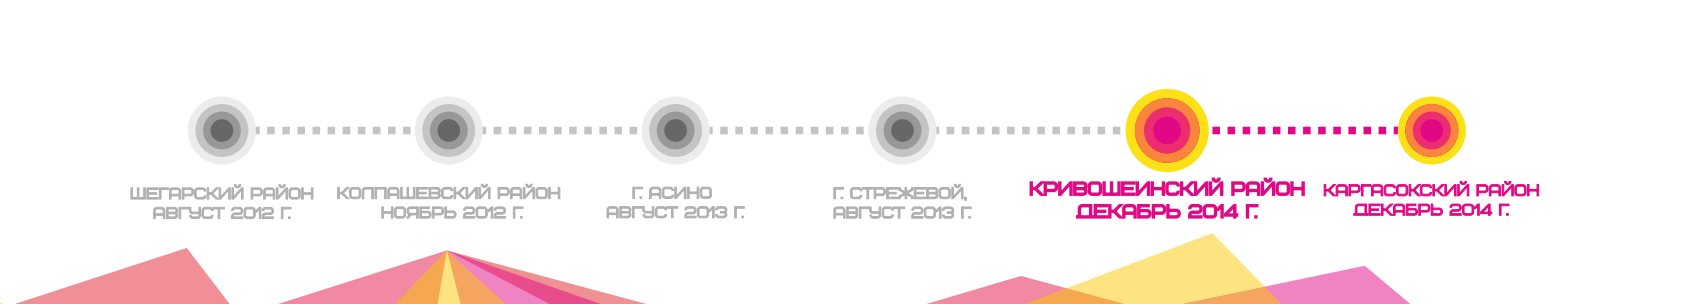 ШЕГАРСКИЙ РАЙОН
АВГУСТ 2012 Г.
КОЛПАШЕВСКИЙ РАЙОН
НОЯБРЬ 2012 Г.
Г. АСИНО
АВГУСТ 2013 Г.
Г. СТРЕЖЕВОЙ,
АВГУСТ 2013 Г.
КРИВОШЕИНСКИЙ РАЙОН
ДЕКАБРЬ 2014 Г.
КАРГАСОКСКИЙ РАЙОН
ДЕКАБРЬ 2014 Г.